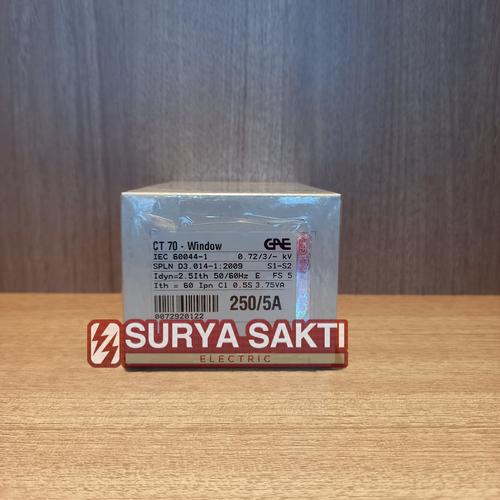 CT 70 - Window GAE
IEC 60044-1 0.72/3/- kV
SPLN D3.014-1:2009 S1-S2
Idyn=2.5Ith 50/60Hz E FS 5
Ith = 60 Ipn Cl 0.5S 3.75VA
250/5A
0072920122
SURYA SAKTI
ELECTRIC